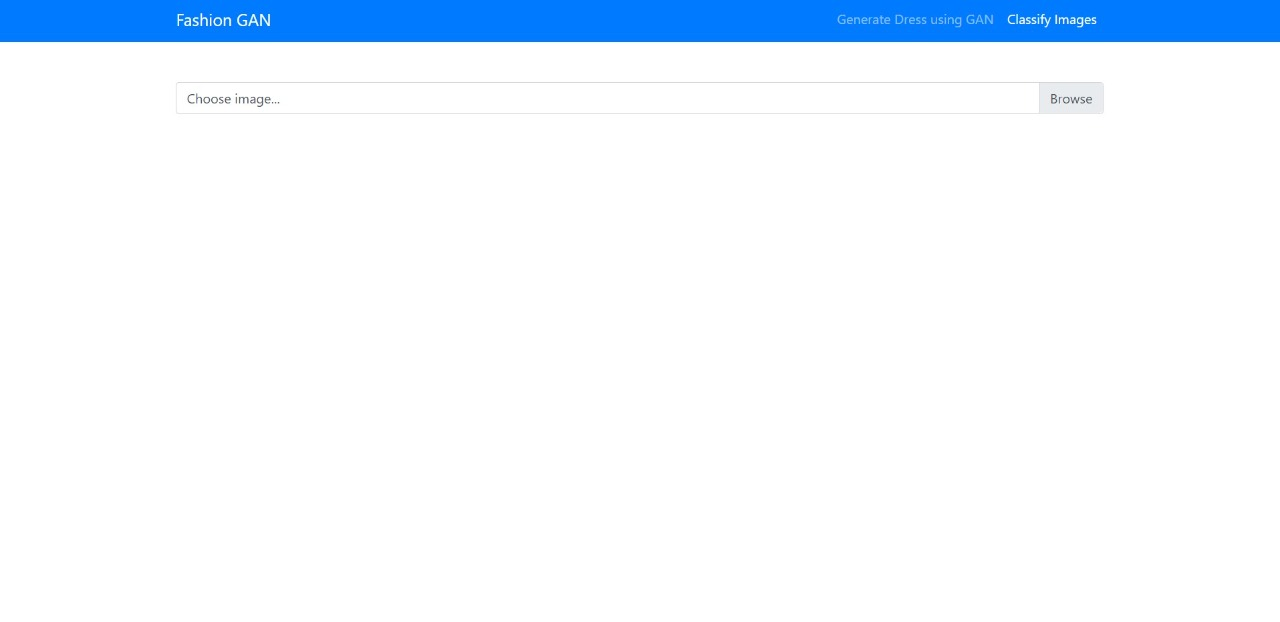 Fashion GAN Generate Dress using GAN Classify Images
Choose image... Browse